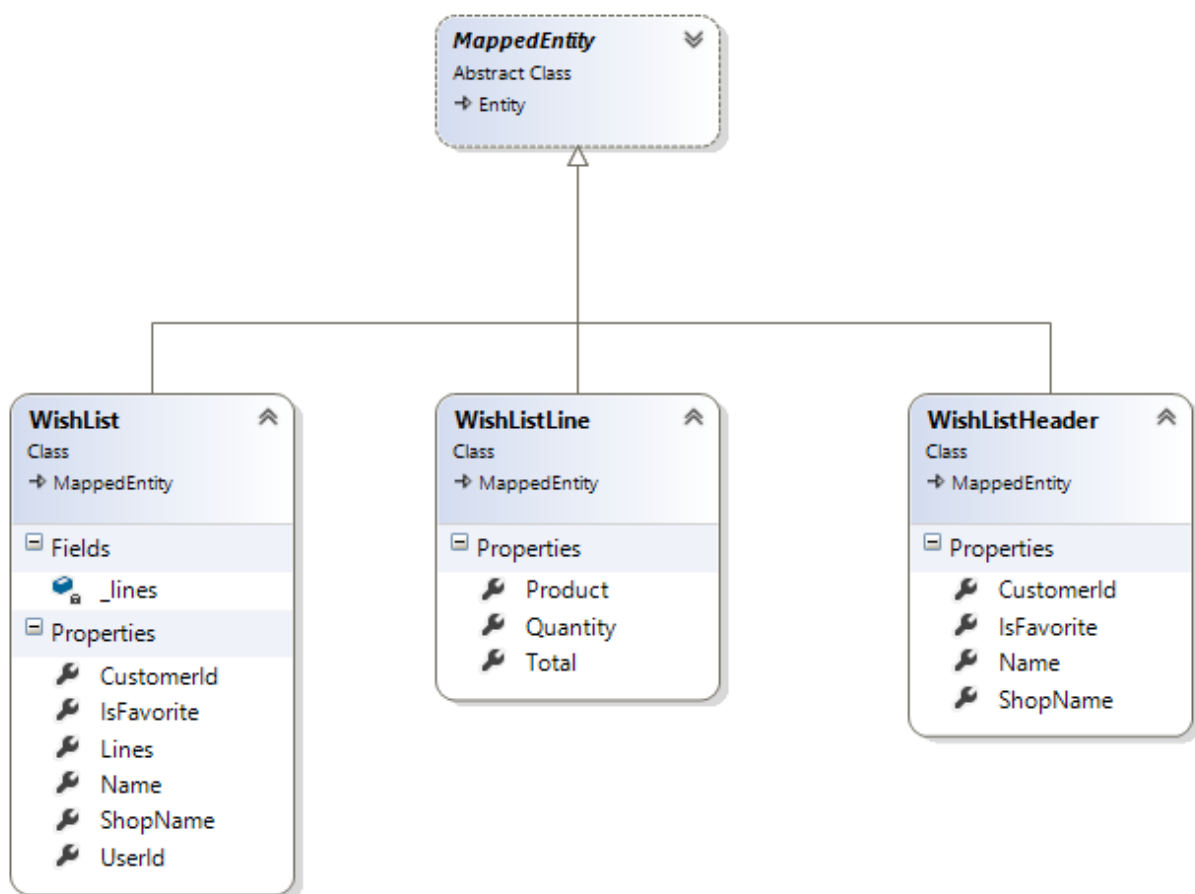 MappedEntity
Abstract Class
Entity
WishList
Class
MappedEntity
Fields
_lines
Properties
CustomerId
IsFavorite
Lines
Name
ShopName
UserId
WishListLine
Class
MappedEntity
Properties
Product
Quantity
Total
WishListHeader
Class
MappedEntity
Properties
CustomerId
IsFavorite
Name
ShopName